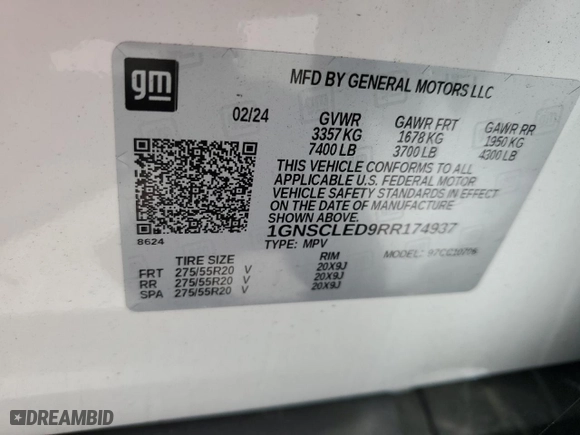 gm
MFD BY GENERAL MOTORS LLC
02/24 GVWR GAWR FRT GAWR RR
3357 KG 1678 KG 1950 KG
7400 LB 3700 LB 4300 LB
THIS VEHICLE CONFORMS TO ALL
APPLICABLE U.S. FEDERAL MOTOR
VEHICLE SAFETY STANDARDS IN EFFECT
ON THE DATE OF MANUFACTURE
SHOWN ABOVE.
1GNSCLED9RR174937
8624
TYPE: MPV MODEL:
TIRE SIZE RIM
FRT 275/55R20 V 20X9J
RR 275/55R20 V 20X9J
SPA 275/55R20 V 20X9J
DREAMBID